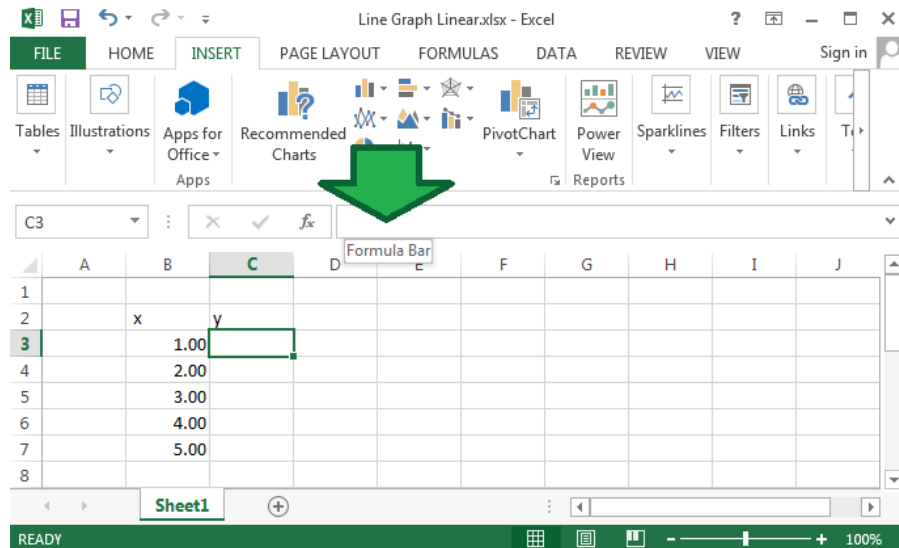 Line Graph Linear.xlsx - Excel
?
FILE HOME INSERT PAGE LAYOUT FORMULAS DATA REVIEW VIEW Sign in
Tables Illustrations Apps for Office Recommended Charts PivotChart Power View Sparklines Filters Links
Apps Reports
C3 fx
Formula Bar
A B C D E F G H I J
1
2 x y
3 1.00
4 2.00
5 3.00
6 4.00
7 5.00
8
Sheet1
READY 100%